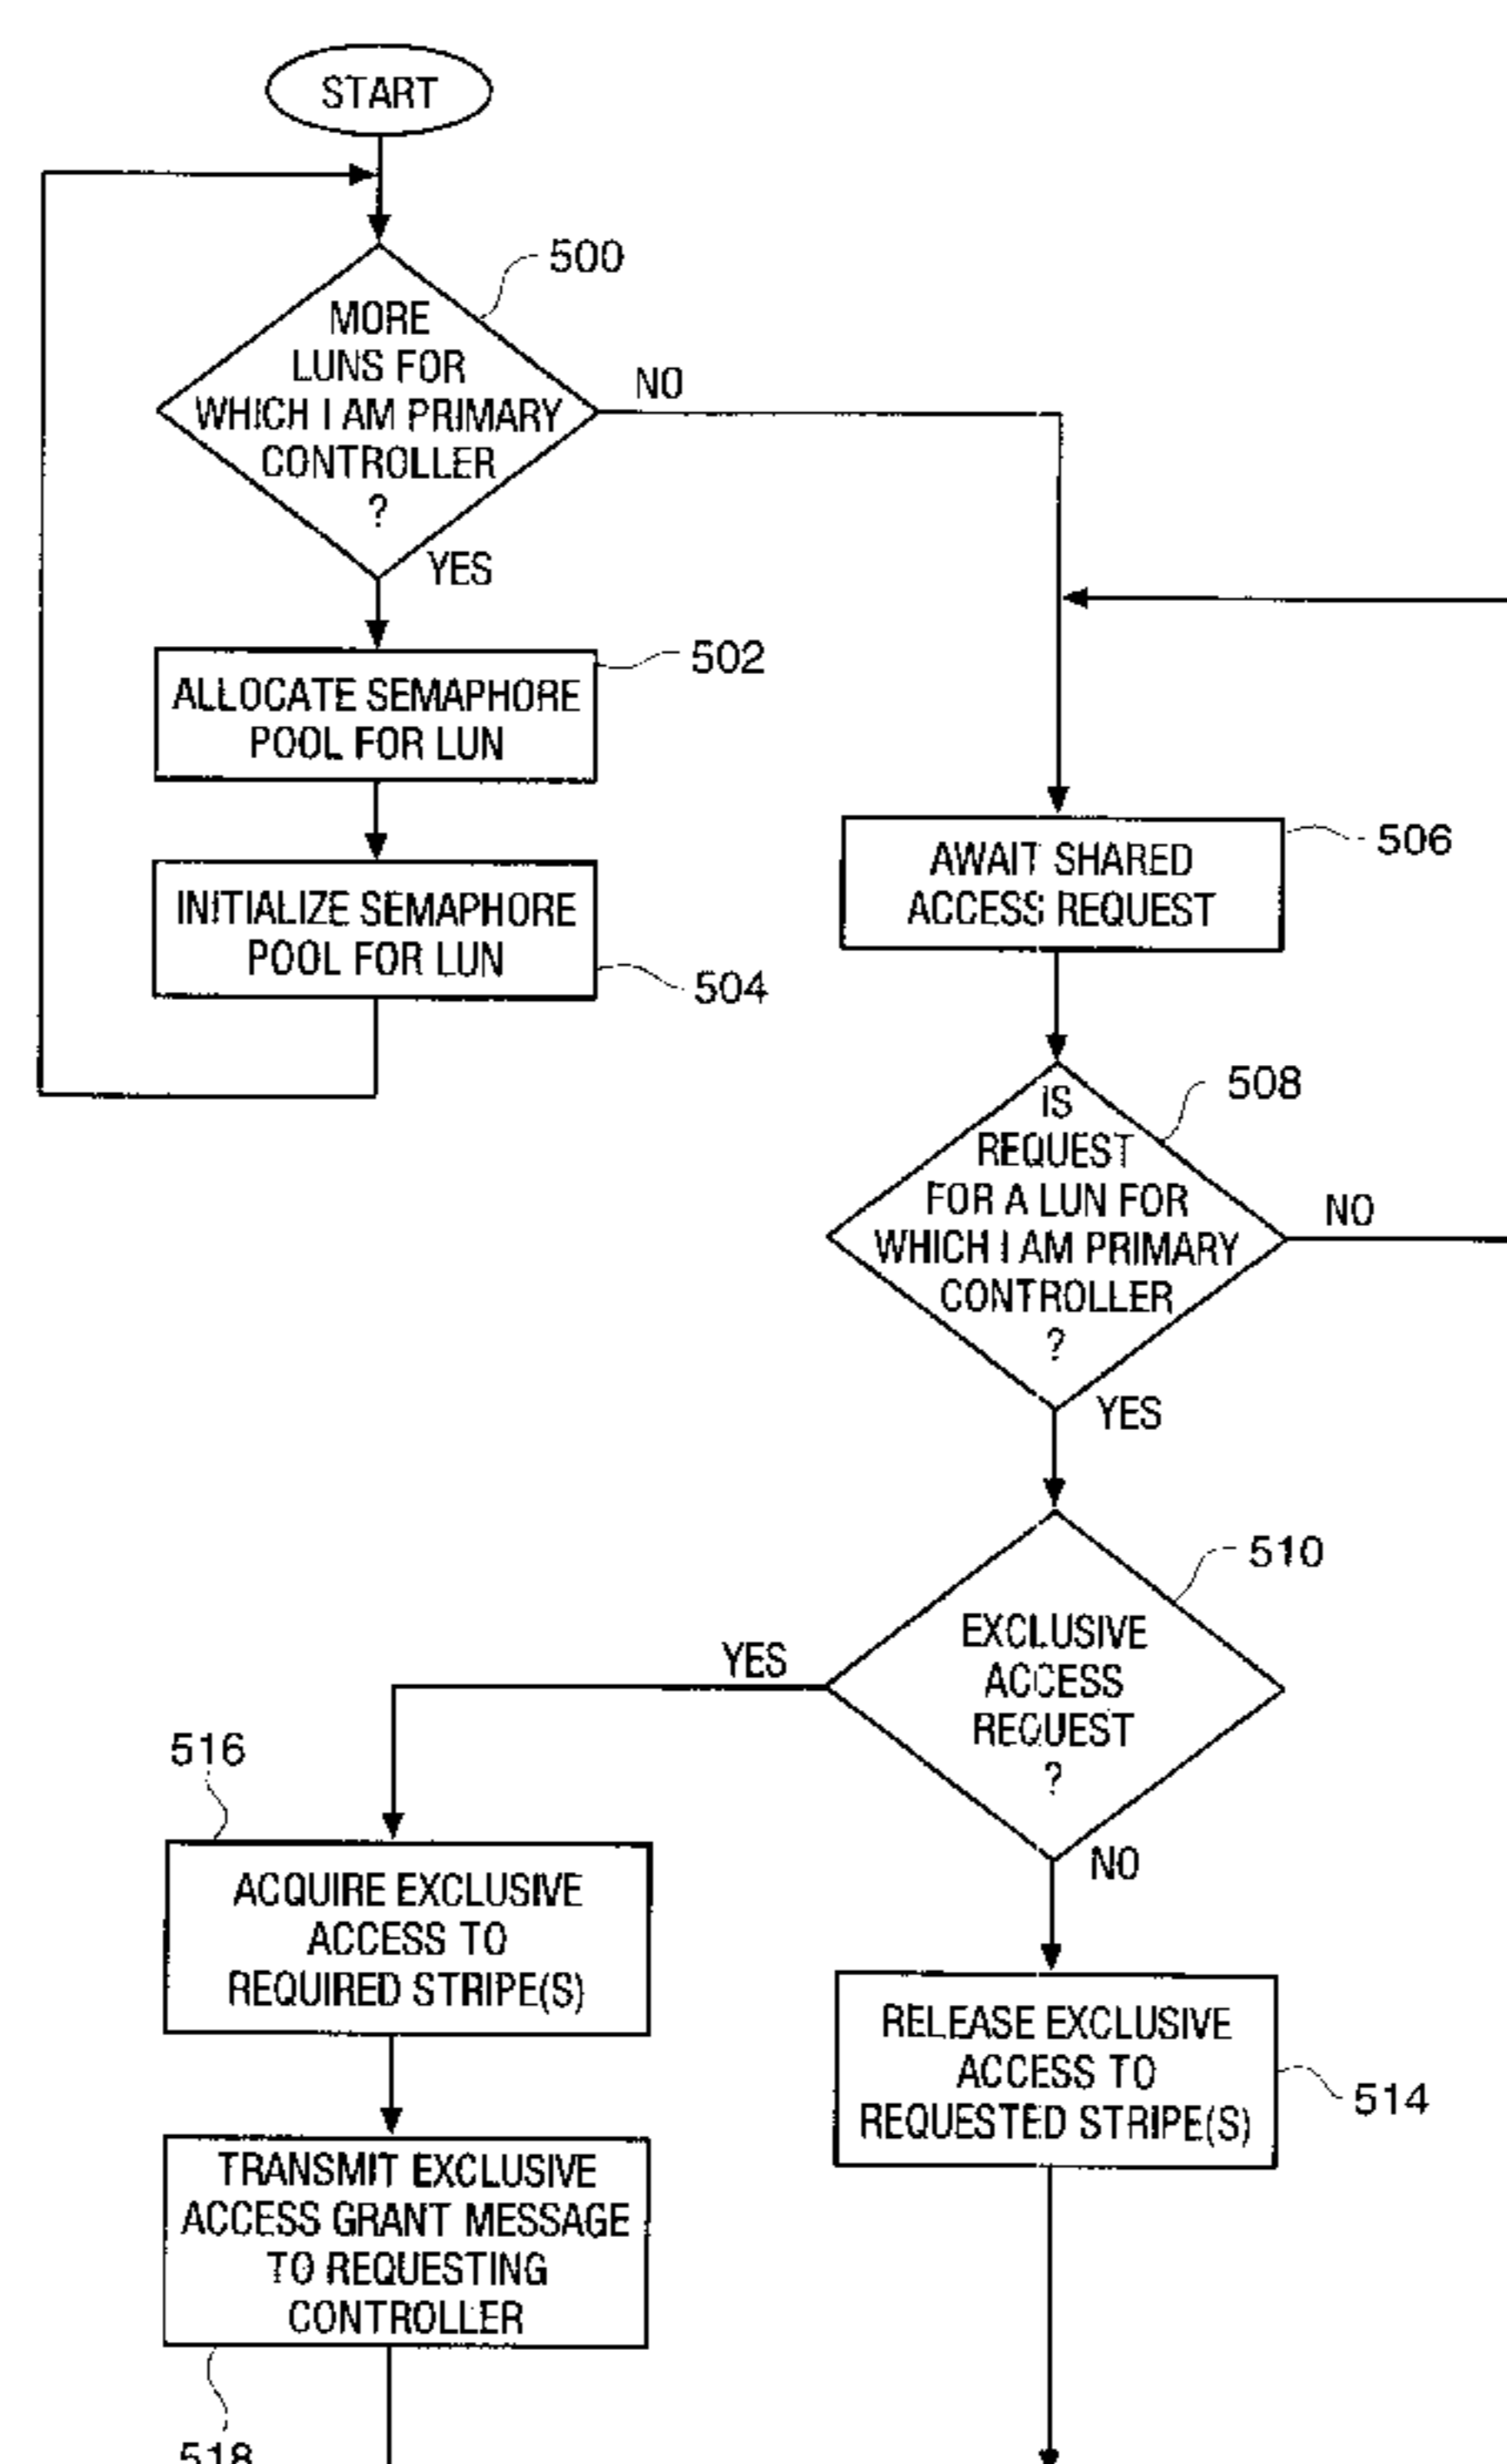 START
500
MORE
LUNS FOR
WHICH I AM PRIMARY
CONTROLLER
?
NO
YES
502
ALLOCATE SEMAPHORE
POOL FOR LUN
INITIALIZE SEMAPHORE
POOL FOR LUN
504
506
AWAIT SHARED
ACCESS REQUEST
508
IS
REQUEST
FOR A LUN FOR
WHICH I AM PRIMARY
CONTROLLER
?
NO
YES
510
EXCLUSIVE
ACCESS
REQUEST
?
YES
NO
516
ACQUIRE EXCLUSIVE
ACCESS TO
REQUIRED STRIPE(S)
RELEASE EXCLUSIVE
ACCESS TO
REQUESTED STRIPE(S)
514
TRANSMIT EXCLUSIVE
ACCESS GRANT MESSAGE
TO REQUESTING
CONTROLLER
518